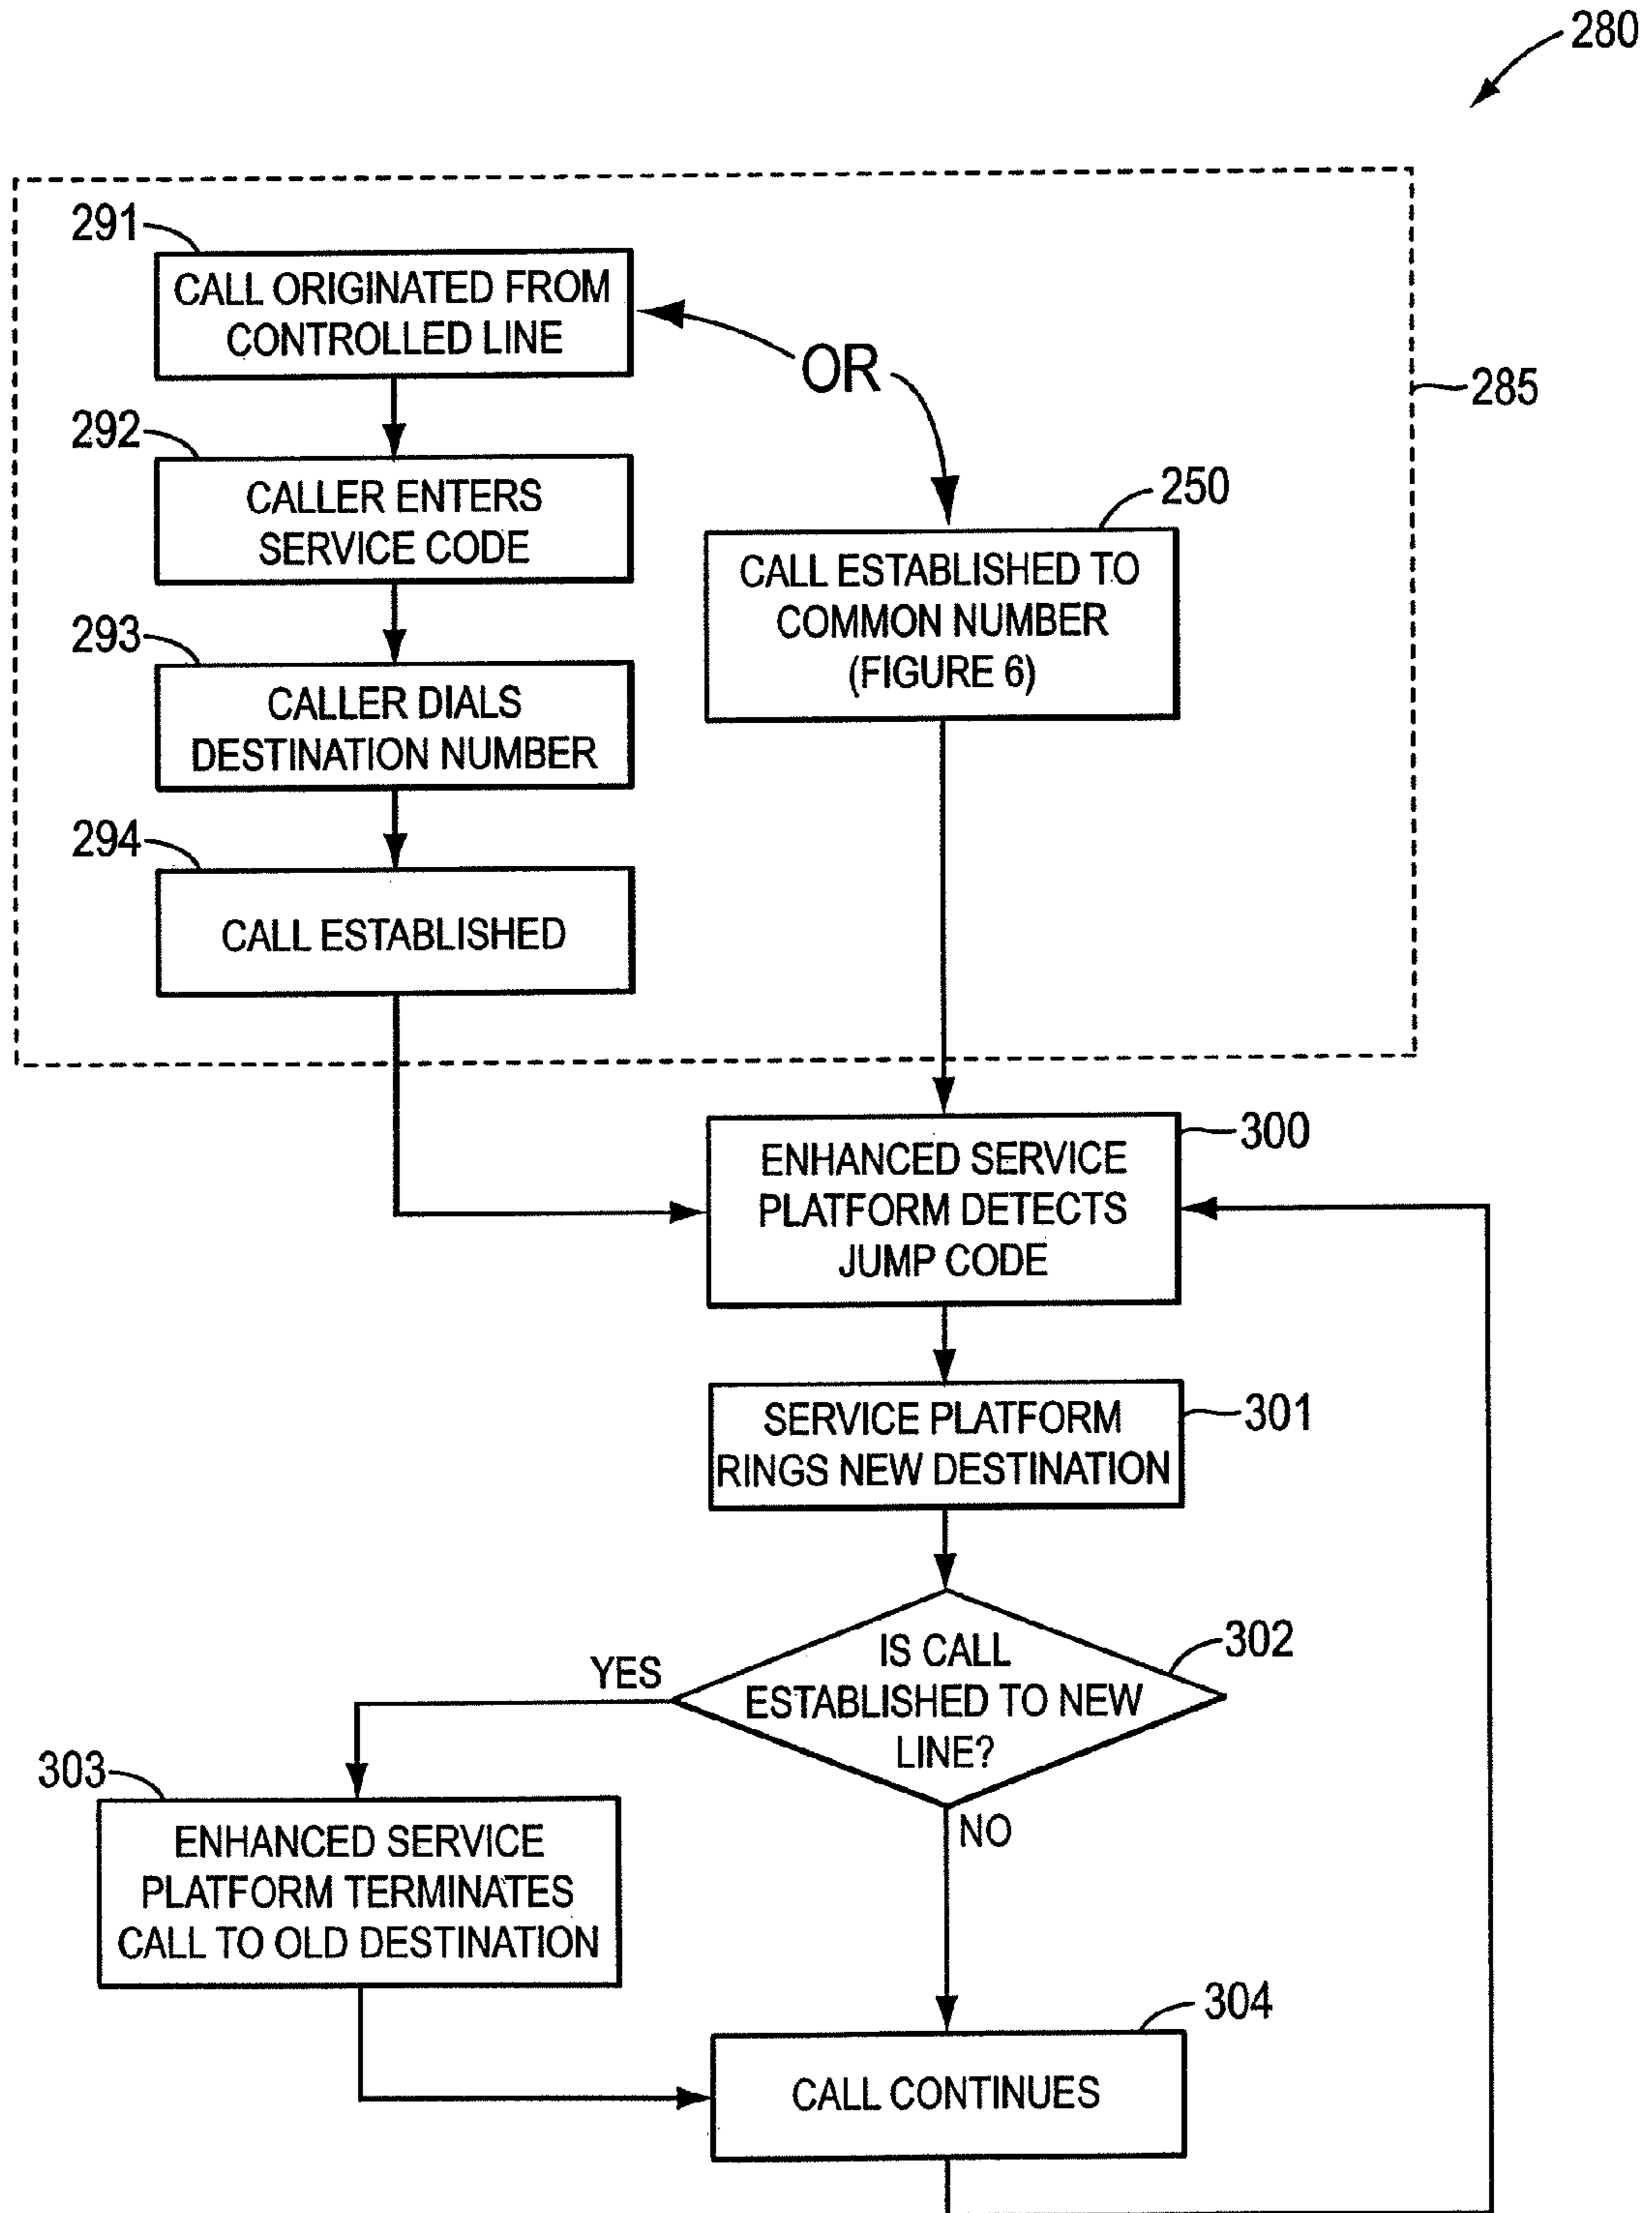 280
291
CALL ORIGINATED FROM
CONTROLLED LINE
OR
285
292
CALLER ENTERS
SERVICE CODE
250
CALL ESTABLISHED TO
COMMON NUMBER
(FIGURE 6)
293
CALLER DIALS
DESTINATION NUMBER
294
CALL ESTABLISHED
300
ENHANCED SERVICE
PLATFORM DETECTS
JUMP CODE
301
SERVICE PLATFORM
RINGS NEW DESTINATION
302
IS CALL
ESTABLISHED TO NEW
LINE?
YES
NO
303
ENHANCED SERVICE
PLATFORM TERMINATES
CALL TO OLD DESTINATION
304
CALL CONTINUES